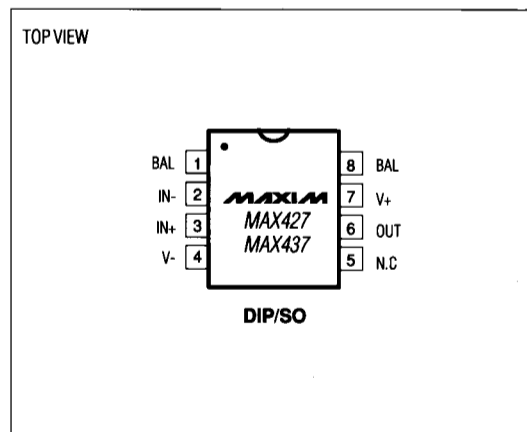 TOP VIEW
BAL 1 8 BAL
IN- 2 7 V+
IN+ 3 6 OUT
V- 4 5 N.C
MAXIM
MAX427
MAX437
DIP/SO